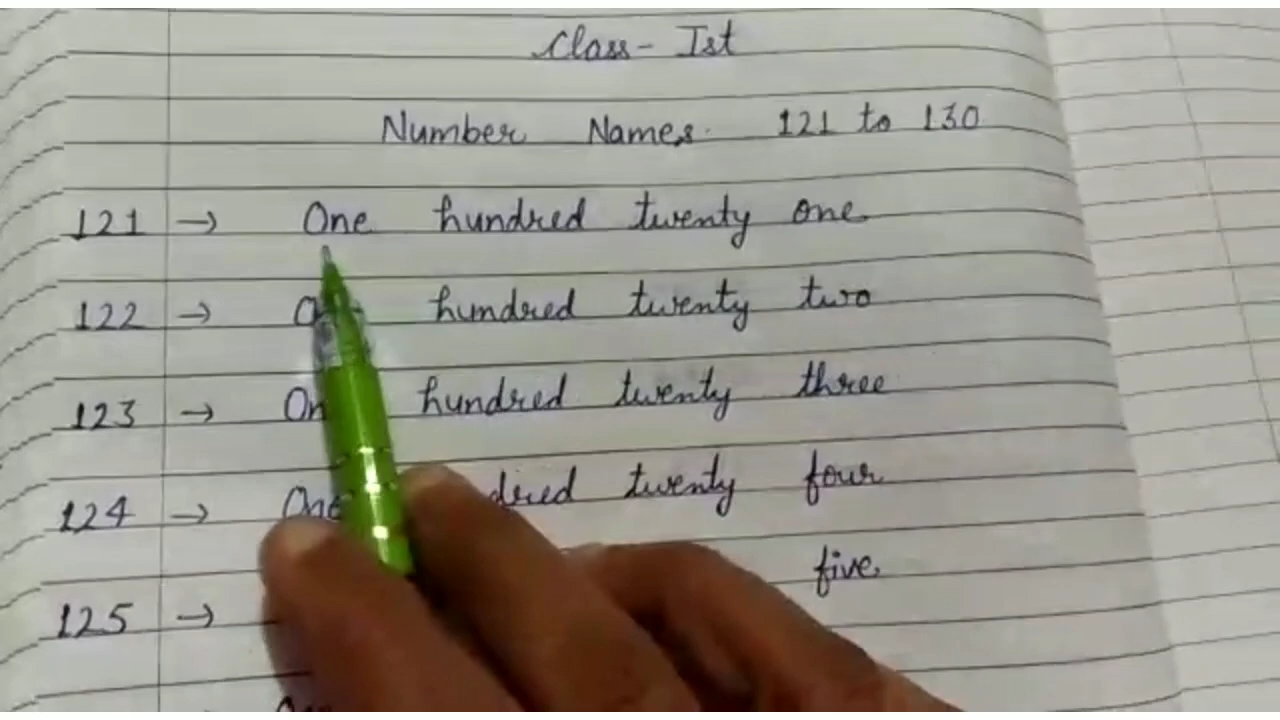 Class - Ist
Number Names. 121 to 130
121 → One hundred twenty one.
122 → hundred twenty two
123 → hundred twenty three
124 → One twenty four
125 → five.